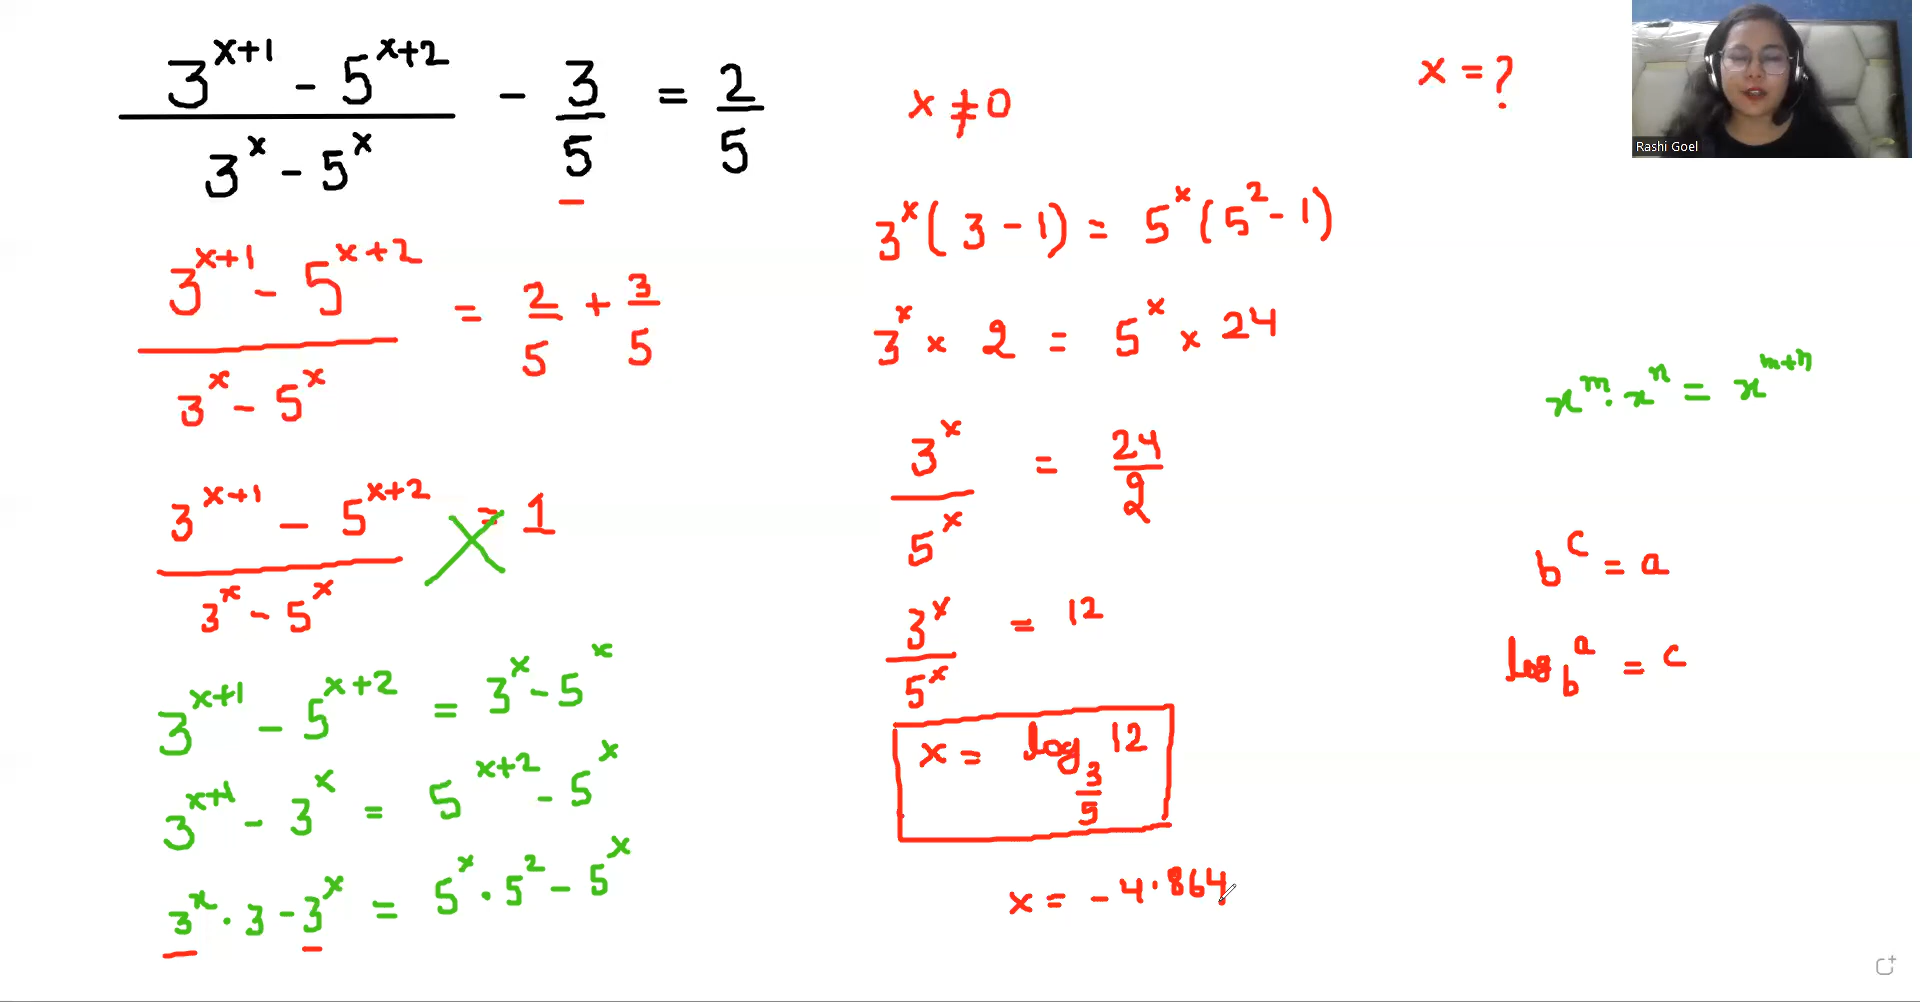 (3^(x+1) - 5^(x+2)) / (3^x - 5^x) - 3/5 = 2/5
(3^(x+1) - 5^(x+2)) / (3^x - 5^x) = 2/5 + 3/5
(3^(x+1) - 5^(x+2)) / (3^x - 5^x) = 1
3^(x+1) - 5^(x+2) = 3^x - 5^x
3^(x+1) - 3^x = 5^(x+2) - 5^x
3^x · 3 - 3^x = 5^x · 5^2 - 5^x
x ≠ 0
3^x (3 - 1) = 5^x (5^2 - 1)
3^x × 2 = 5^x × 24
3^x / 5^x = 24/2
3^x / 5^x = 12
x = log_(3/5) 12
x = -4.864
x = ?
Rashi Goel
x^m · x^n = x^(m+n)
b^c = a
log_b a = c